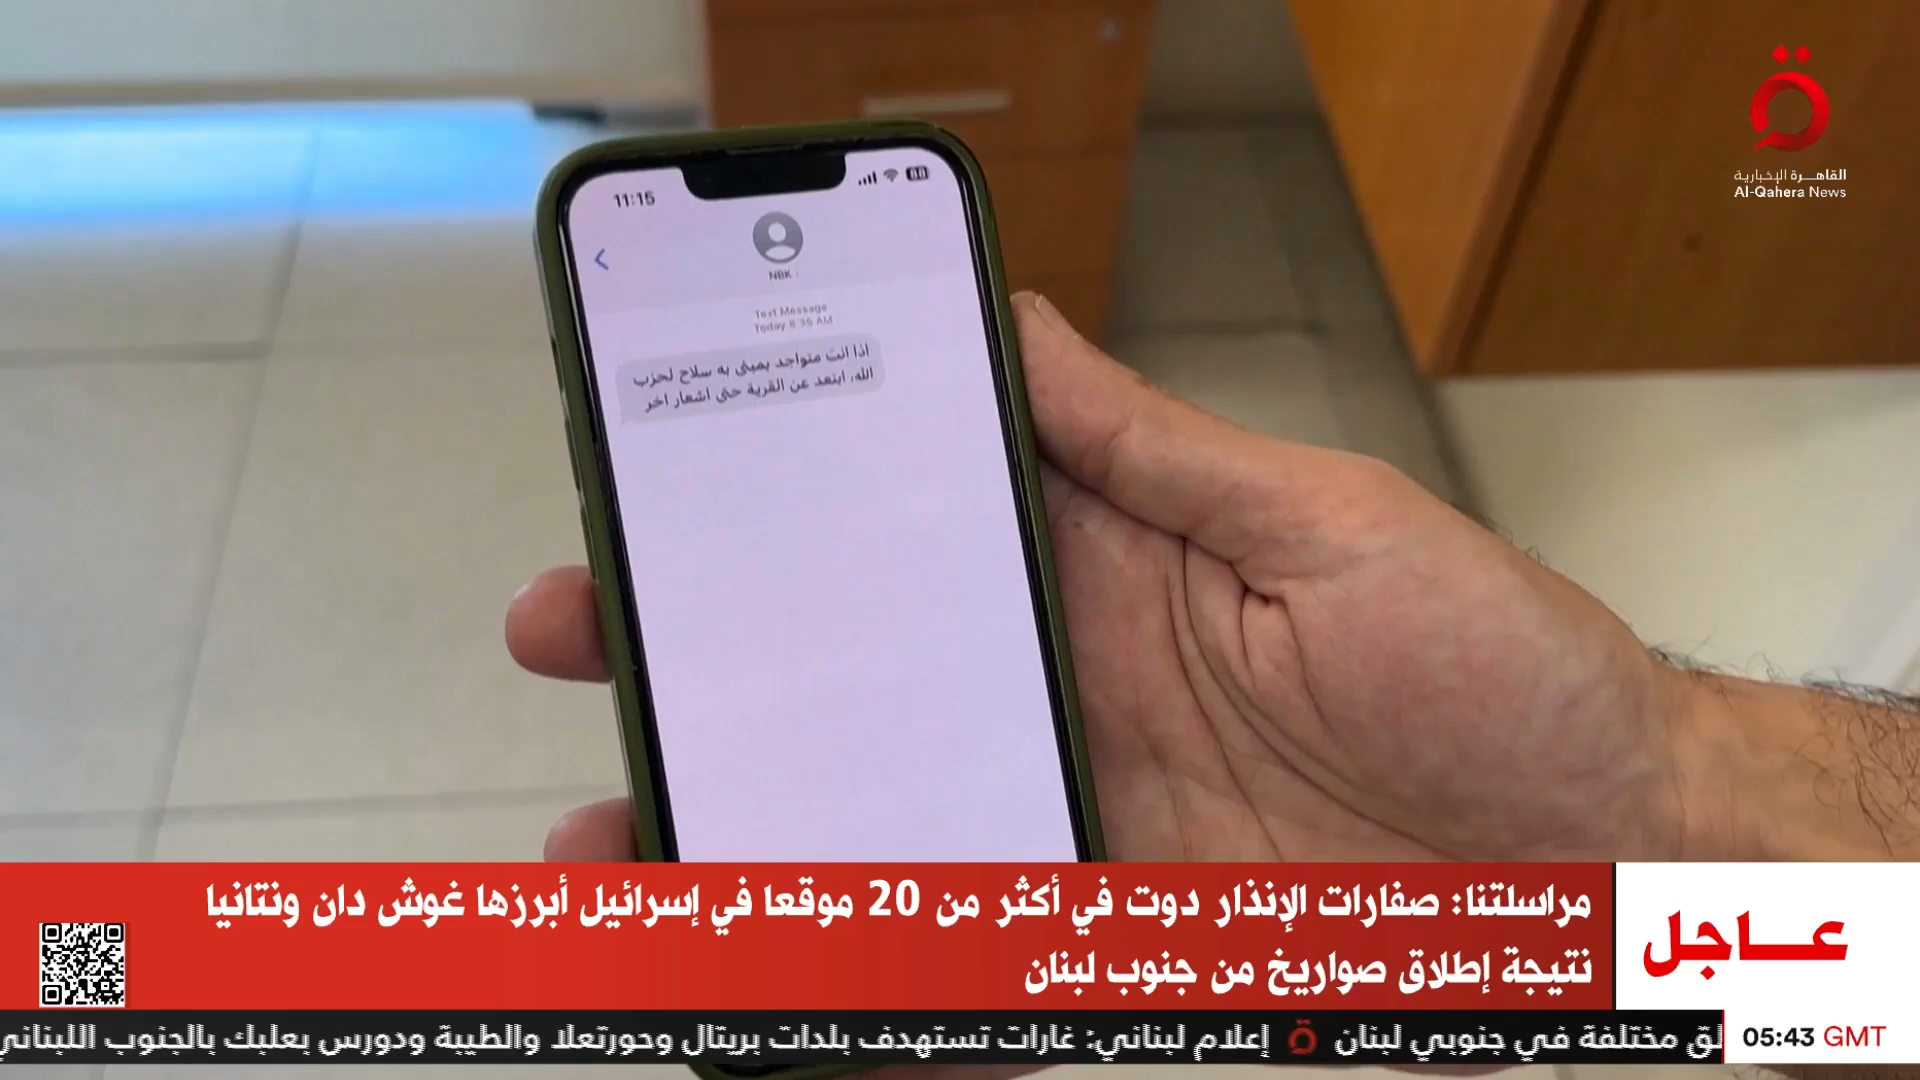 القاهرة الإخبارية
Al-Qahera News
11:15
88
NBK
Text Message
Today 8:35 AM
اذا انت متواجد بمبنى به سلاح لحزب
الله، ابتعد عن القرية حتى اشعار اخر
عاجل
مراسلتنا: صفارات الإنذار دوت في أكثر من 20 موقعا في إسرائيل أبرزها غوش دان ونتانيا
نتيجة إطلاق صواريخ من جنوب لبنان
05:43 GMT
مختلفة في جنوبي لبنان
إعلام لبناني: غارات تستهدف بلدات بريتال وحورتعلا والطيبة ودورس بعلبك بالجنوب اللبناني